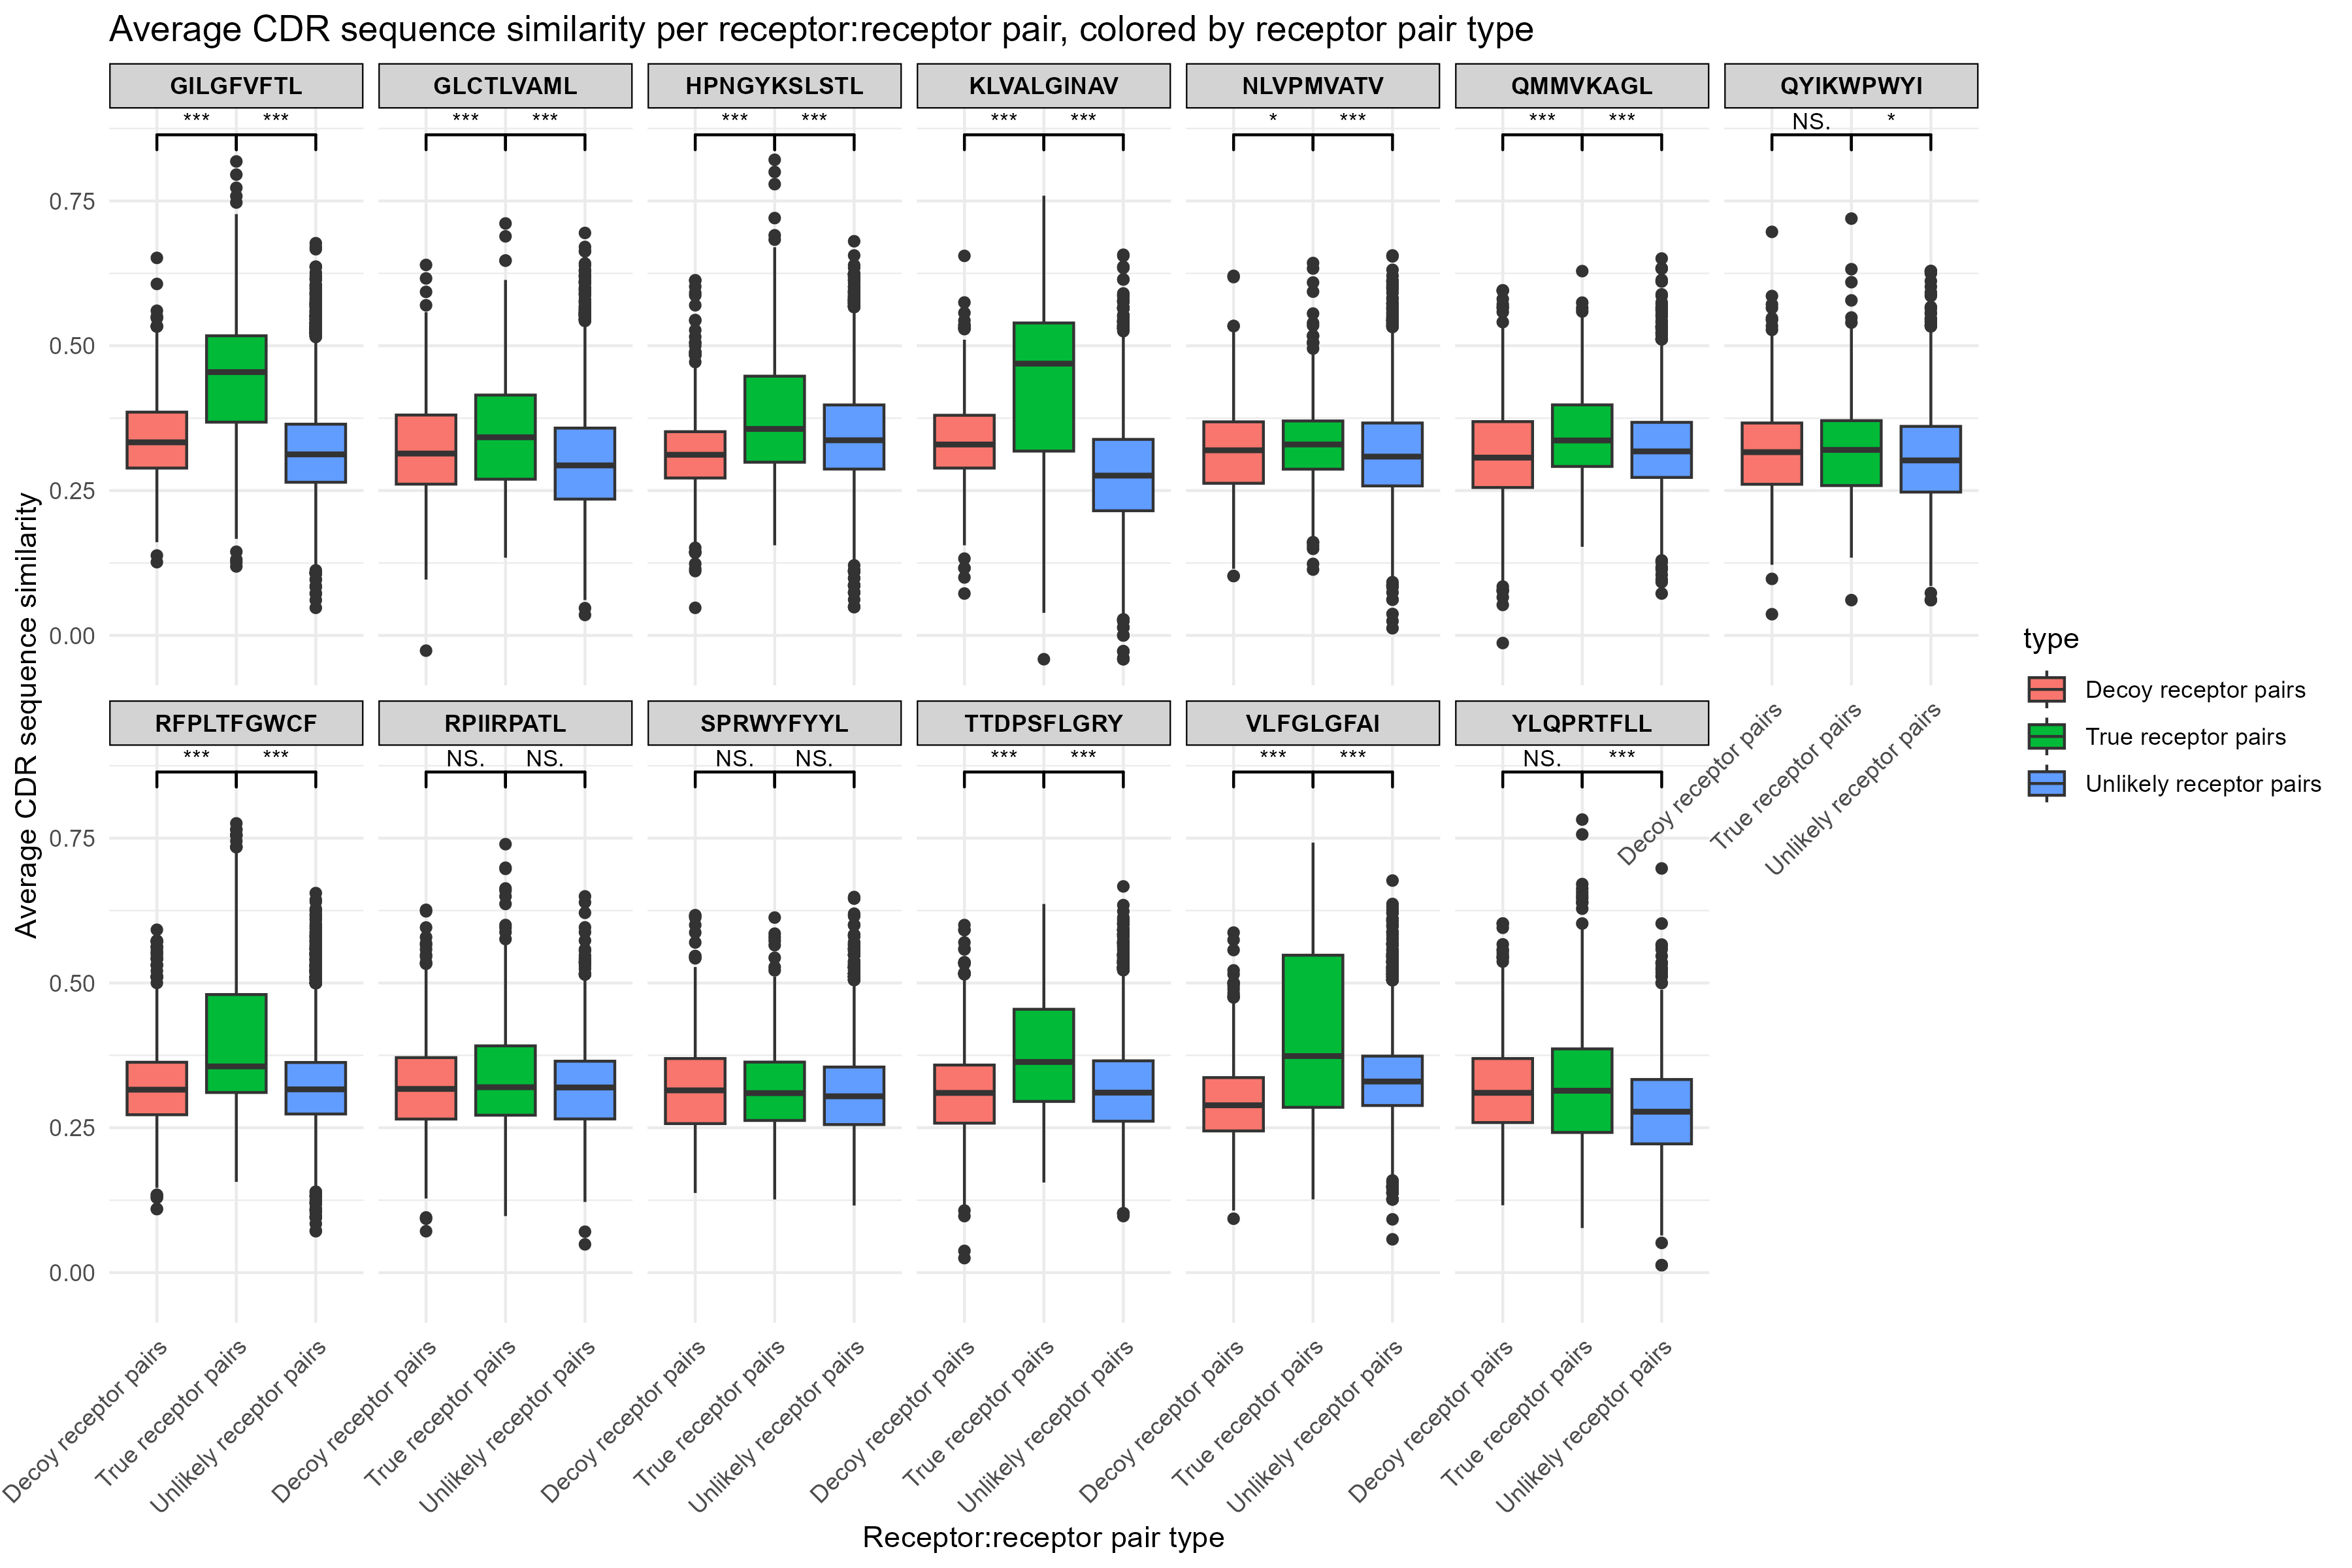 Average CDR sequence similarity per receptor:receptor pair, colored by receptor pair type
GILGFVFTL GLCTLVAML HPNGYKSLSTL KLVALGINAV NLVPMVATV QMMVKAGL QYIKWPWYI
*** *** *** *** *** *** *** *** * *** *** *** NS. *
0.75
0.50
0.25
0.00
Average CDR sequence similarity
Decoy receptor pairs
True receptor pairs
Unlikely receptor pairs
type
Decoy receptor pairs
True receptor pairs
Unlikely receptor pairs
RFPLTFGWCF RPIIRPATL SPRWYFYYL TTDPSFLGRY VLFGLGFAI YLQPRTFLL
*** *** NS. NS. NS. NS. *** *** *** *** NS. ***
0.75
0.50
0.25
0.00
Decoy receptor pairs
True receptor pairs
Unlikely receptor pairs
Decoy receptor pairs
True receptor pairs
Unlikely receptor pairs
Decoy receptor pairs
True receptor pairs
Unlikely receptor pairs
Decoy receptor pairs
True receptor pairs
Unlikely receptor pairs
Decoy receptor pairs
True receptor pairs
Unlikely receptor pairs
Decoy receptor pairs
True receptor pairs
Unlikely receptor pairs
Receptor:receptor pair type